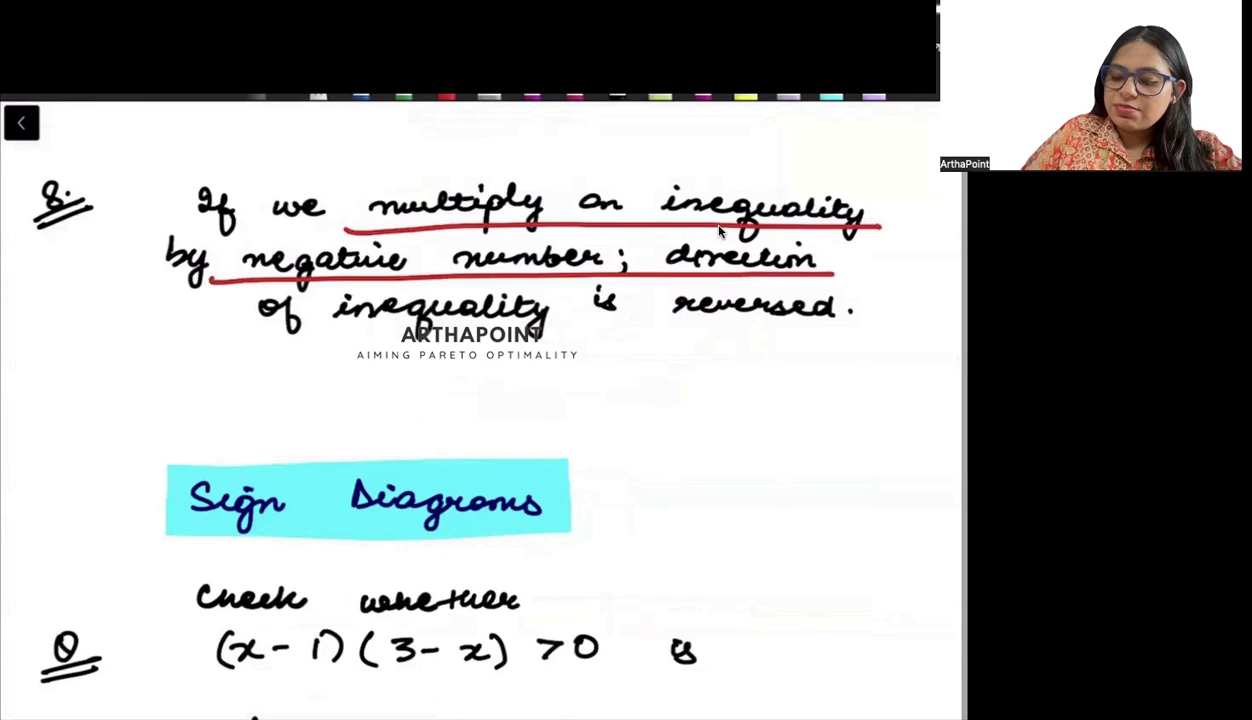 ArthaPoint
8. If we multiply an inequality
by negative number; direction
of inequality is reversed.
ARTHAPOINT
AIMING PARETO OPTIMALITY
Sign Diagrams
Check whether
Q (x - 1) (3 - x) > 0 is